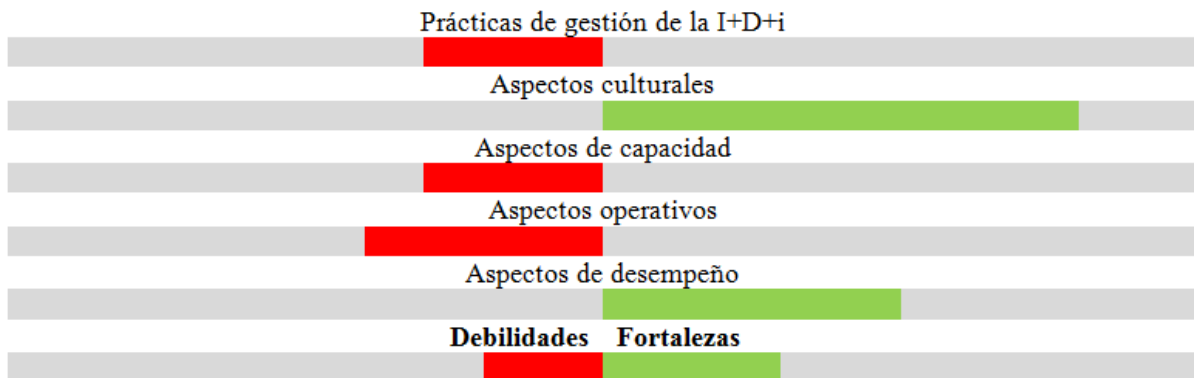 Prácticas de gestión de la I+D+i
Aspectos culturales
Aspectos de capacidad
Aspectos operativos
Aspectos de desempeño
Debilidades Fortalezas